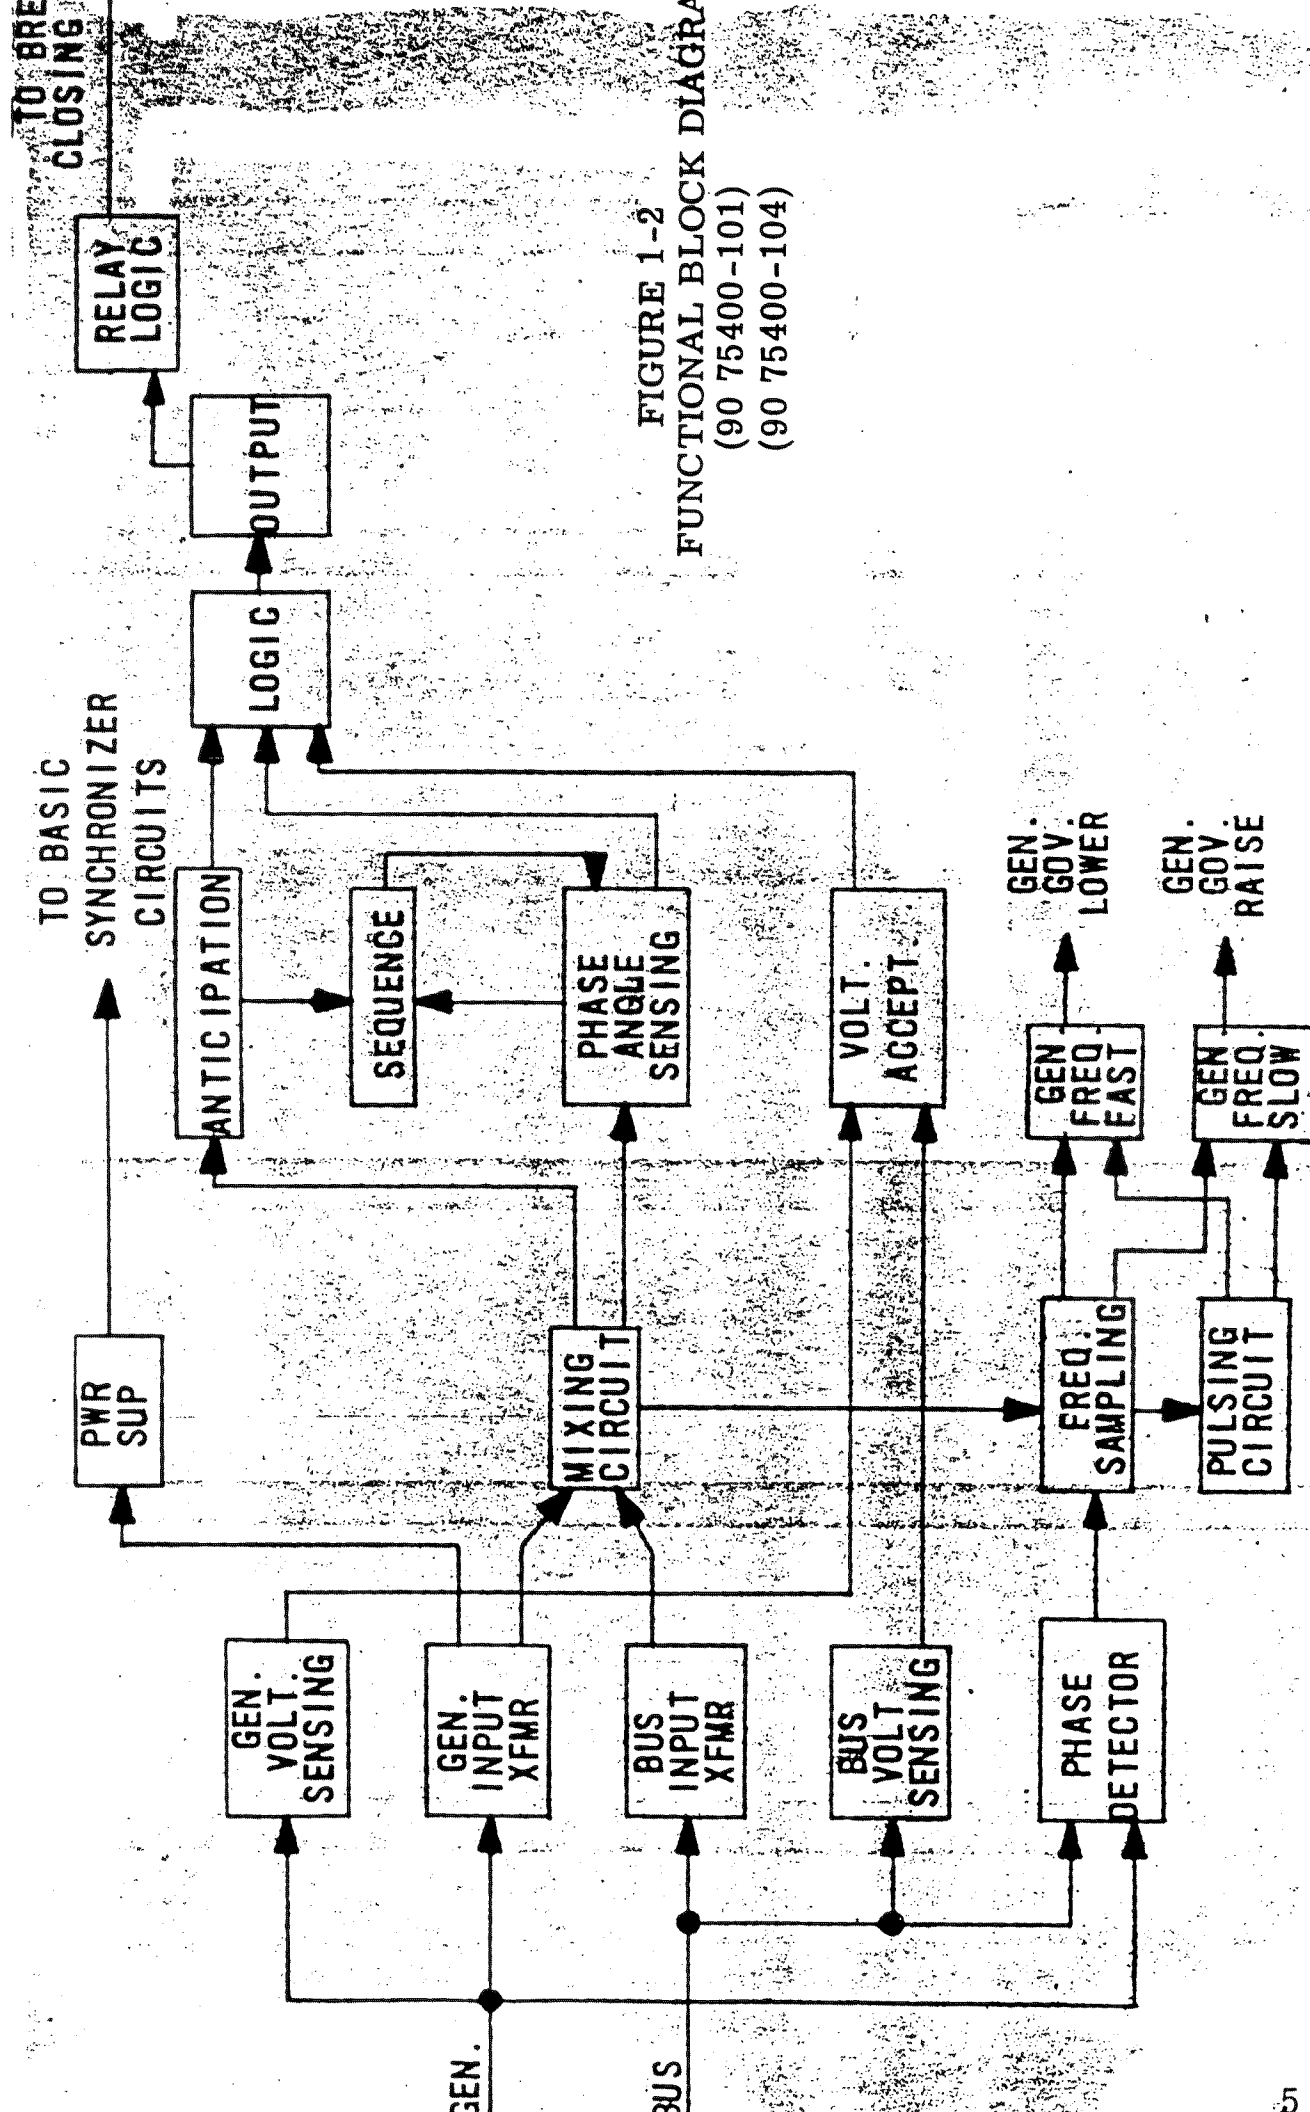 GEN.
BUS
GEN.
VOLT.
SENSING
GEN.
INPUT
XFMR
BUS
INPUT
XFMR
BUS
VOLT
SENSING
PHASE
DETECTOR
PWR
SUP
MIXING
CIRCUIT
FREQ.
SAMPLING
PULSING
CIRCUIT
TO BASIC
SYNCHRONIZER
CIRCUITS
ANTICIPATION
SEQUENCE
PHASE
ANGLE
SENSING
VOLT.
ACCEPT.
GEN
FREQ.
FAST
GEN
FREQ.
SLOW
GEN.
GOV.
LOWER
GEN.
GOV.
RAISE
LOGIC
OUTPUT
RELAY
LOGIC
TO BRE
CLOSING
FIGURE 1-2
FUNCTIONAL BLOCK DIAGRA
(90 75400-101)
(90 75400-104)
5